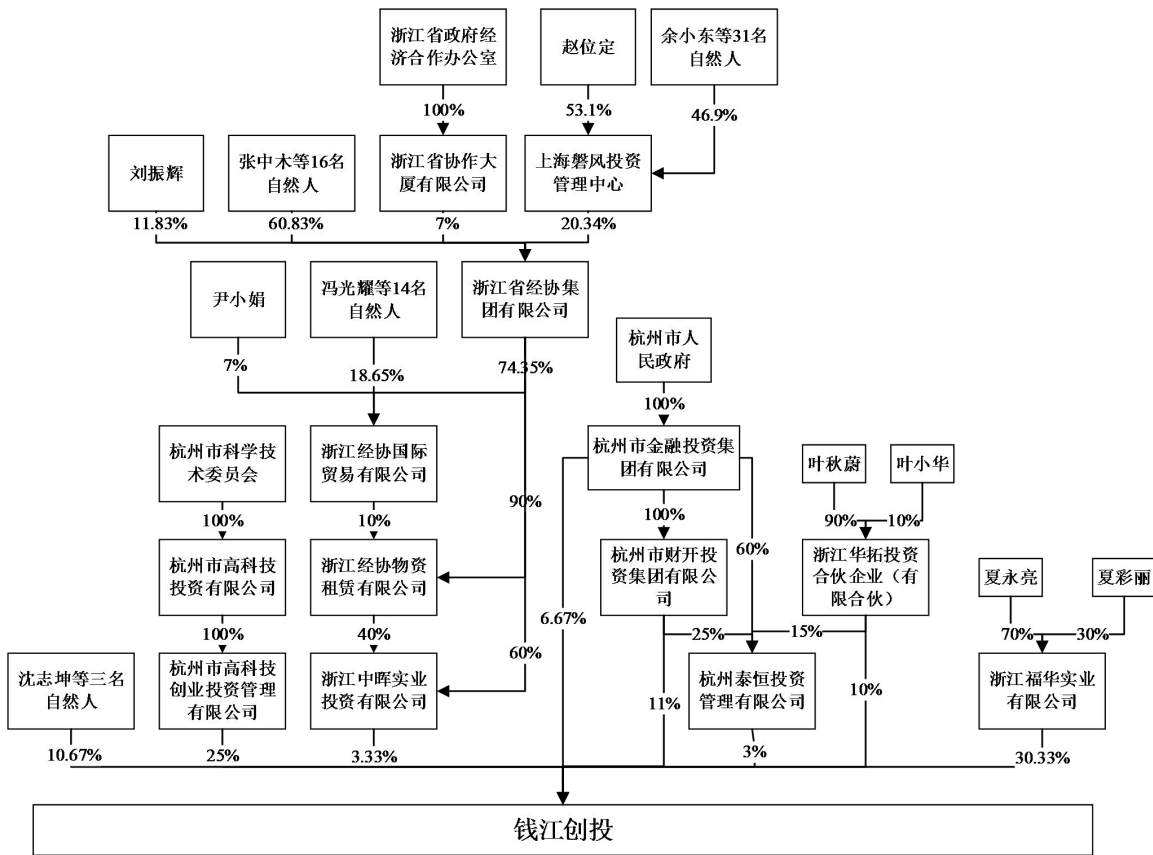 浙江省政府经
济合作办公室
赵位定
余小东等31名
自然人
100%
53.1%
46.9%
刘振辉
张中木等16名
自然人
浙江省协作大
厦有限公司
上海磐风投资
管理中心
11.83%
60.83%
7%
20.34%
尹小娟
冯光耀等14名
自然人
浙江省经协集
团有限公司
杭州市人
民政府
7%
18.65%
74.35%
100%
杭州市科学技
术委员会
浙江经协国际
贸易有限公司
杭州市金融投资集
团有限公司
叶秋蔚
叶小华
100%
10%
90%
100%
60%
90%
10%
杭州市高科技
投资有限公司
浙江经协物资
租赁有限公司
杭州市财开投
资集团有限公
司
浙江华拓投资
合伙企业（有
限合伙）
夏永亮
夏彩丽
6.67%
100%
40%
60%
25%
15%
70%
30%
沈志坤等三名
自然人
杭州市高科技
创业投资管理
有限公司
浙江中晖实业
投资有限公司
杭州泰恒投资
管理有限公司
浙江福华实业
有限公司
11%
10%
10.67%
25%
3.33%
3%
30.33%
钱江创投